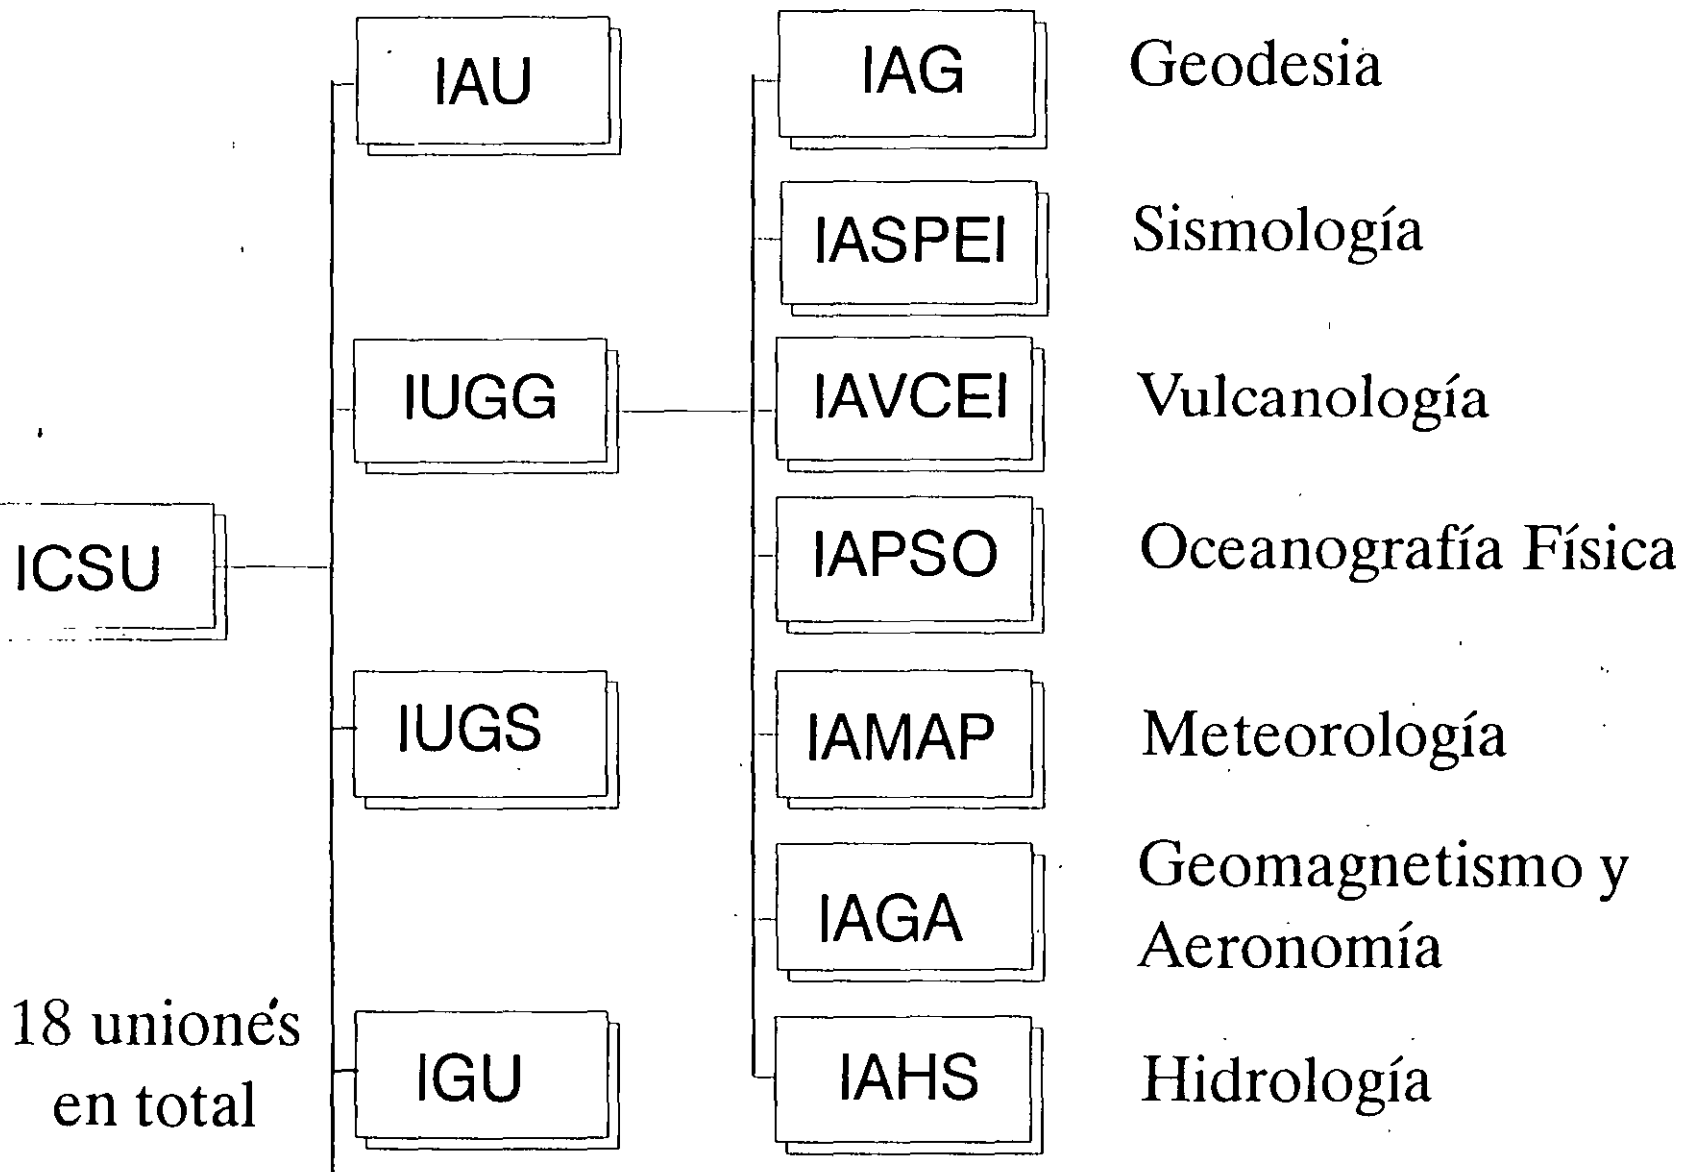 IAU
IAG
Geodesia
IASPEI
Sismología
IUGG
IAVCEI
Vulcanología
ICSU
IAPSO
Oceanografía Física
IUGS
IAMAP
Meteorología
IAGA
Geomagnetismo y
Aeronomía
18 uniones
en total
IGU
IAHS
Hidrología